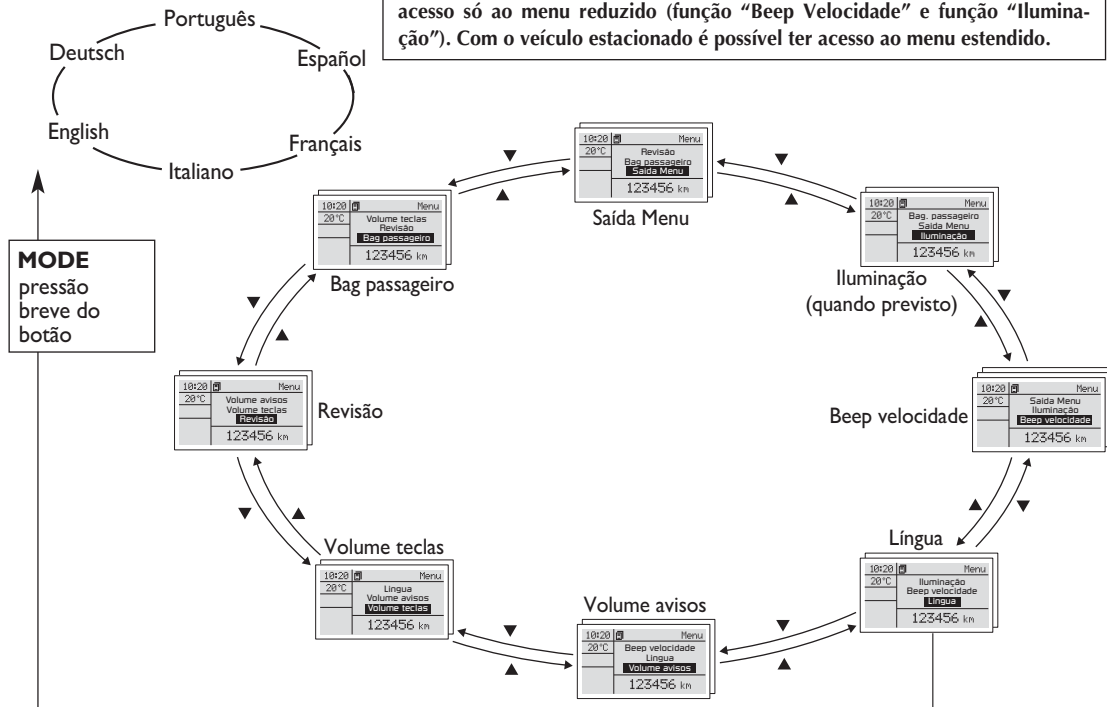 acesso só ao menu reduzido (função “Beep Velocidade” e função “Ilumina-
ção”). Com o veículo estacionado é possível ter acesso ao menu estendido.
Português
Deutsch
Español
English
Français
Italiano
MODE
pressão
breve do
botão
10:20 Menu
20°C Revisão
Bag passageiro
Saída Menu
123456 km
Saída Menu
10:20 Menu
20°C Volume teclas
Revisão
Bag passageiro
123456 km
Bag passageiro
10:20 Menu
20°C Bag. passageiro
Saida Menu
Iluminação
123456 km
Iluminação
(quando previsto)
10:20 Menu
20°C Volume avisos
Volume teclas
Revisão
123456 km
Revisão
Beep velocidade
10:20 Menu
20°C Saida Menu
Iluminação
Beep velocidade
123456 km
Volume teclas
10:20 Menu
20°C Lingua
Volume avisos
Volume teclas
123456 km
Volume avisos
10:20 Menu
20°C Beep velocidade
Lingua
Volume avisos
123456 km
Língua
10:20 Menu
20°C Iluminação
Beep velocidade
Lingua
123456 km